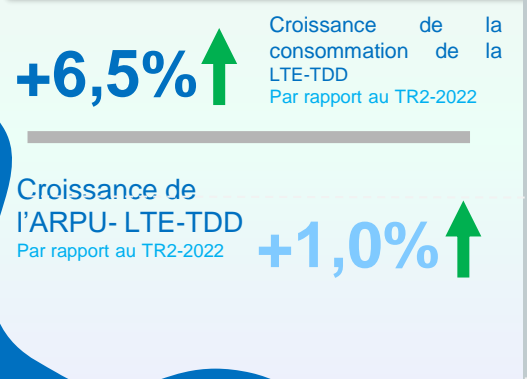 +6,5%
Croissance de la
consommation de la
LTE-TDD
Par rapport au TR2-2022
Croissance de
l'ARPU- LTE-TDD
Par rapport au TR2-2022
+1,0%